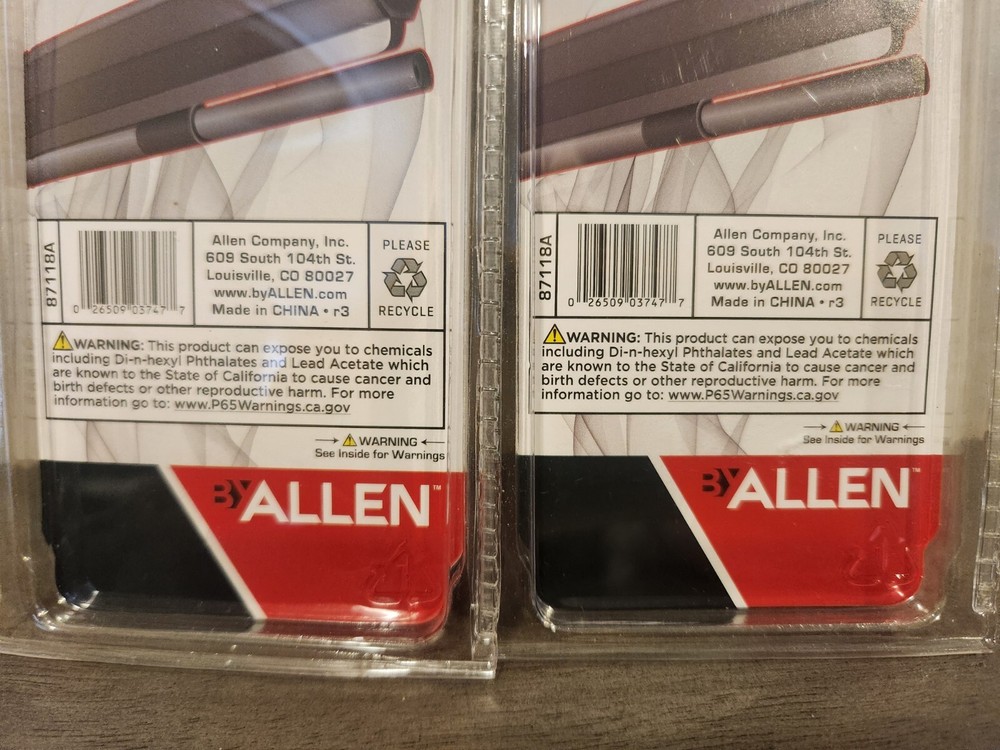 87118A
0 26509 03747 7
Allen Company, Inc.
609 South 104th St.
Louisville, CO 80027
www.byALLEN.com
Made in CHINA • r3
PLEASE
RECYCLE
WARNING: This product can expose you to chemicals
including Di-n-hexyl Phthalates and Lead Acetate which
are known to the State of California to cause cancer and
birth defects or other reproductive harm. For more
information go to: www.P65Warnings.ca.gov
WARNING
See Inside for Warnings
BY ALLEN™
87118A
0 26509 03747 7
Allen Company, Inc.
609 South 104th St.
Louisville, CO 80027
www.byALLEN.com
Made in CHINA • r3
PLEASE
RECYCLE
WARNING: This product can expose you to chemicals
including Di-n-hexyl Phthalates and Lead Acetate which
are known to the State of California to cause cancer and
birth defects or other reproductive harm. For more
information go to: www.P65Warnings.ca.gov
WARNING
See Inside for Warnings
BY ALLEN™